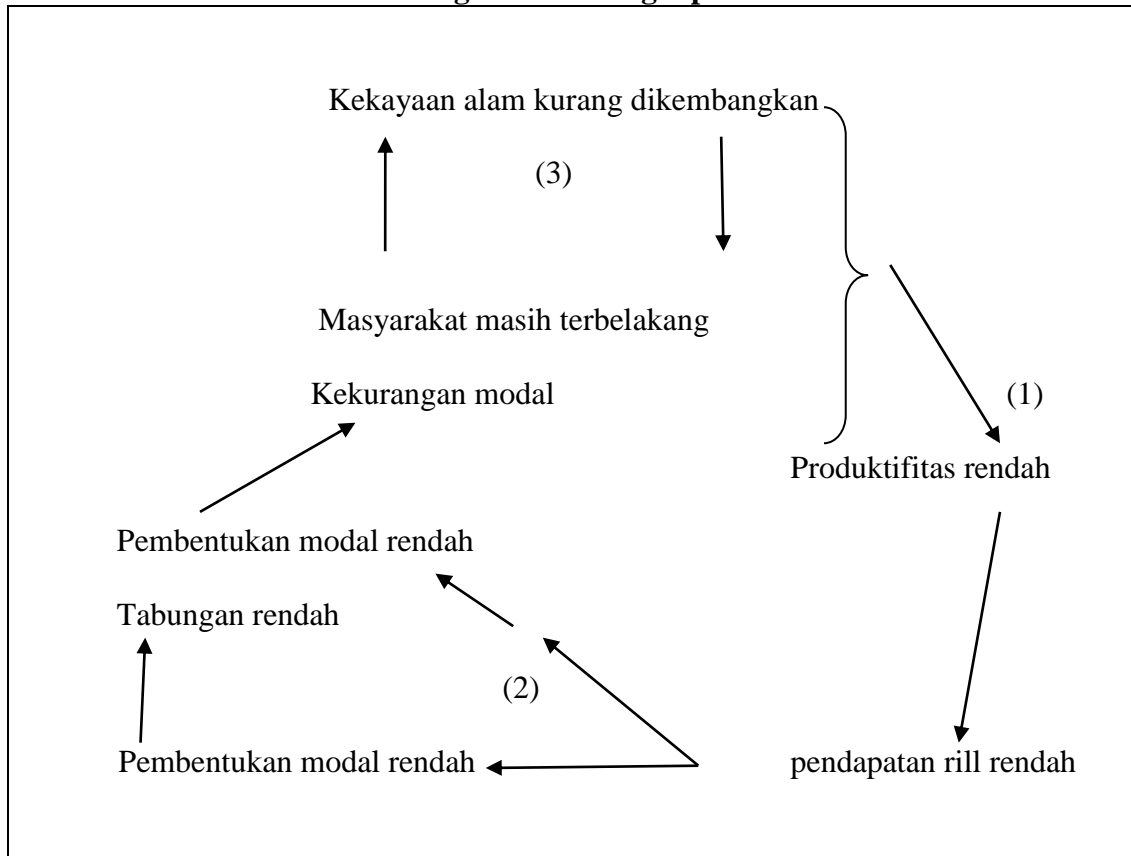 Kekayaan alam kurang dikembangkan
(3)
Masyarakat masih terbelakang
Kekurangan modal
(1)
Produktifitas rendah
Pembentukan modal rendah
Tabungan rendah
(2)
Pembentukan modal rendah
pendapatan rill rendah